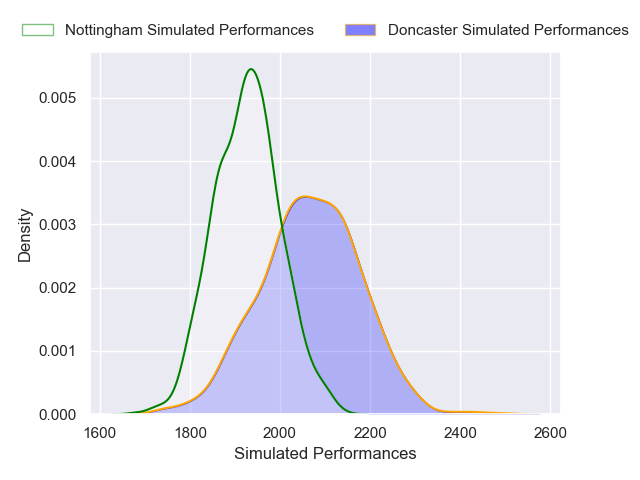 Nottingham Simulated Performances
Doncaster Simulated Performances
Density
0.005
0.004
0.003
0.002
0.001
0.000
1600 1800 2000 2200 2400 2600
Simulated Performances